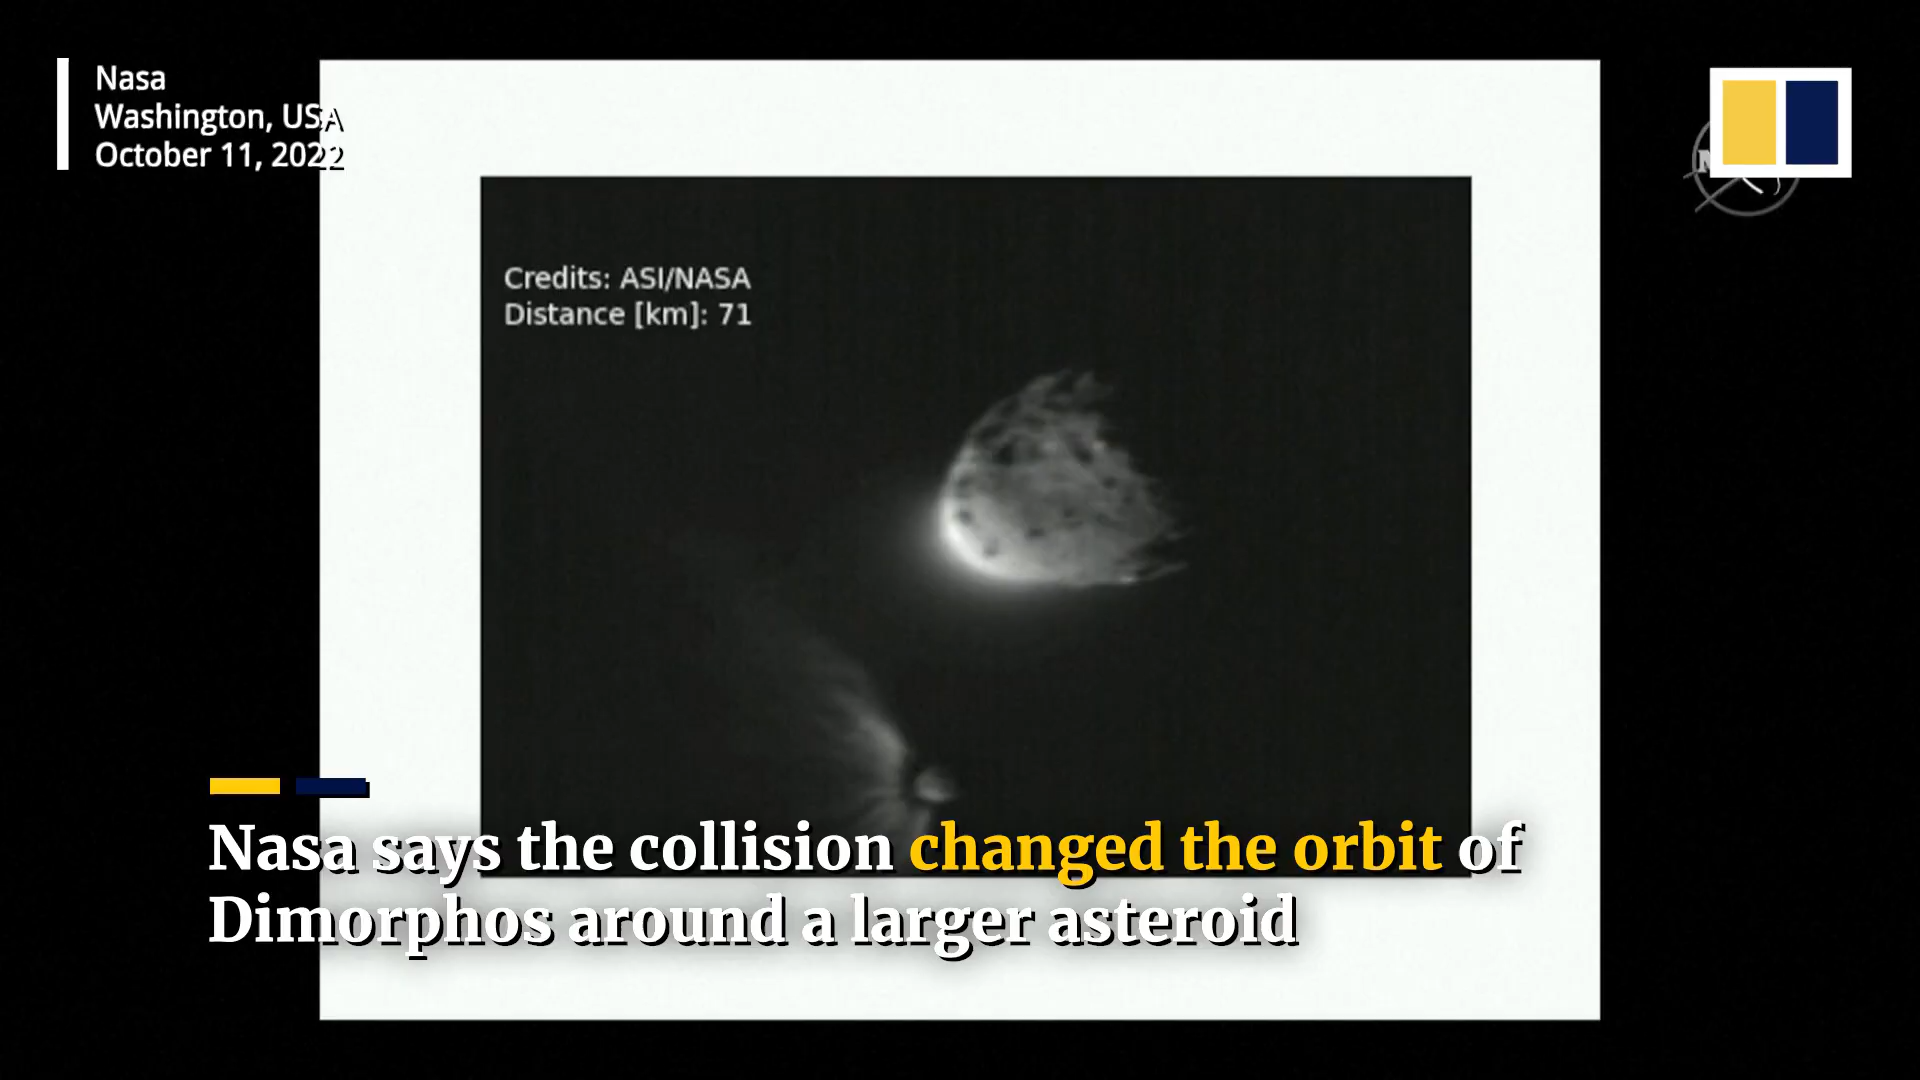 Nasa
Washington, USA
October 11, 2022
Credits: ASI/NASA
Distance [km]: 71
Nasa says the collision changed the orbit of
Dimorphos around a larger asteroid